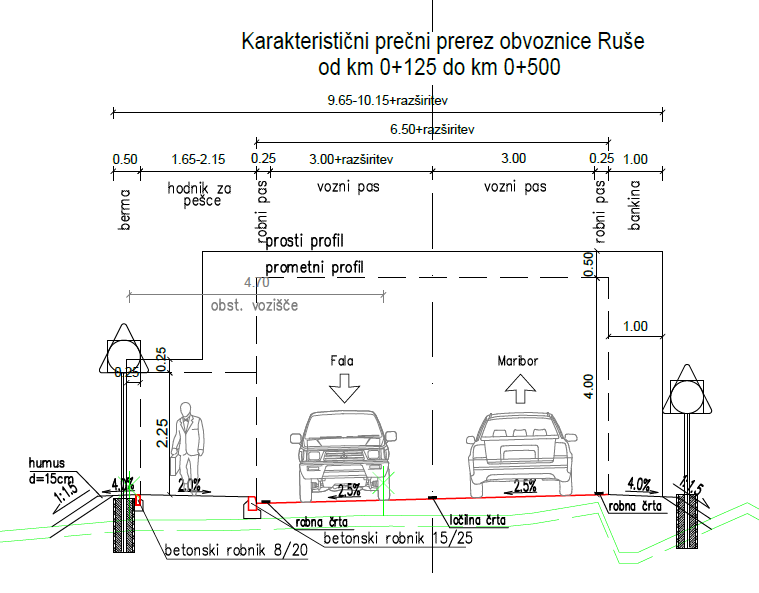 Karakteristični prečni prerez obvoznice Ruše
od km 0+125 do km 0+500
9.65-10.15+razširitev
6.50+razširitev
0.50
1.65-2.15
0.25
3.00+razširitev
3.00
0.25
1.00
berma
hodnik za
pešce
robni pas
vozni pas
vozni pas
robni pas
bankina
prosti profil
prometni profil
0.50
4.70
obst. vozišče
1.00
0.25
0.25
Fala
Maribor
4.00
2.25
humus
d=15cm
1:1.5
4.0%
2.0%
2.5%
2.5%
4.0%
1:1.5
robna črta
ločilna črta
robna črta
betonski robnik 15/25
betonski robnik 8/20